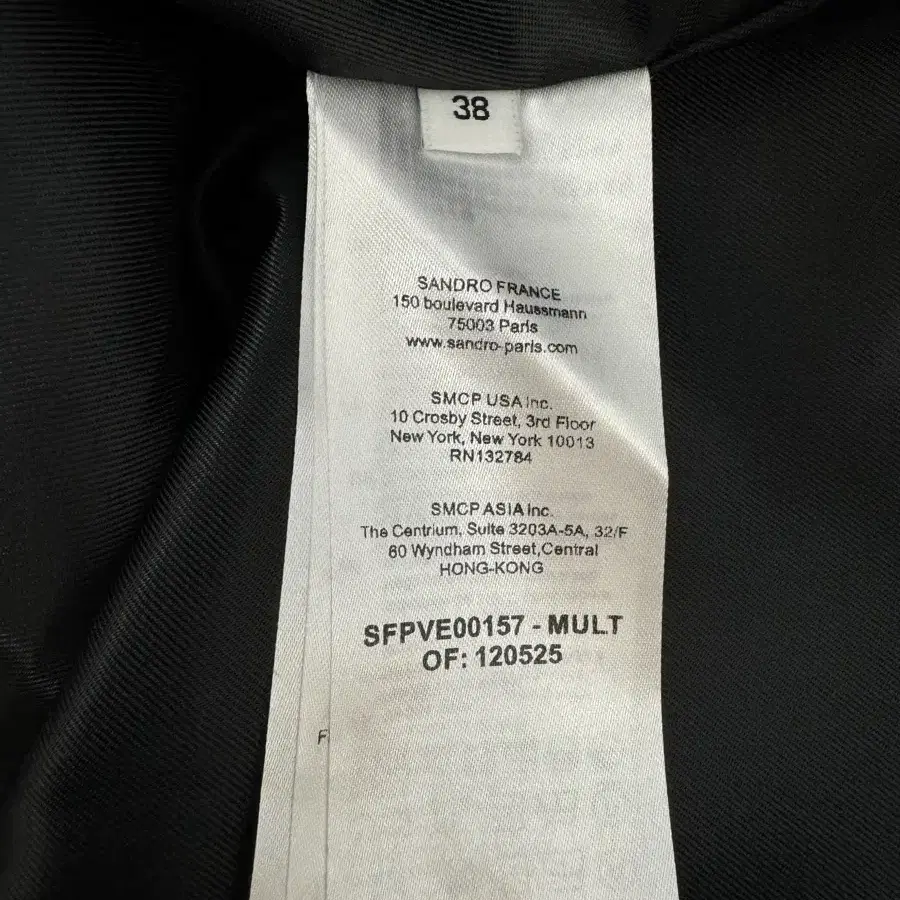 38
SANDRO FRANCE
150 boulevard Haussmann
75003 Paris
www.sandro-paris.com
SMCP USA Inc.
10 Crosby Street, 3rd Floor
New York, New York 10013
RN132784
SMCP ASIA Inc.
The Centrium, Suite 3203A-5A, 32/F
60 Wyndham Street,Central
HONG-KONG
SFPVE00157 - MULT
OF: 120525
F